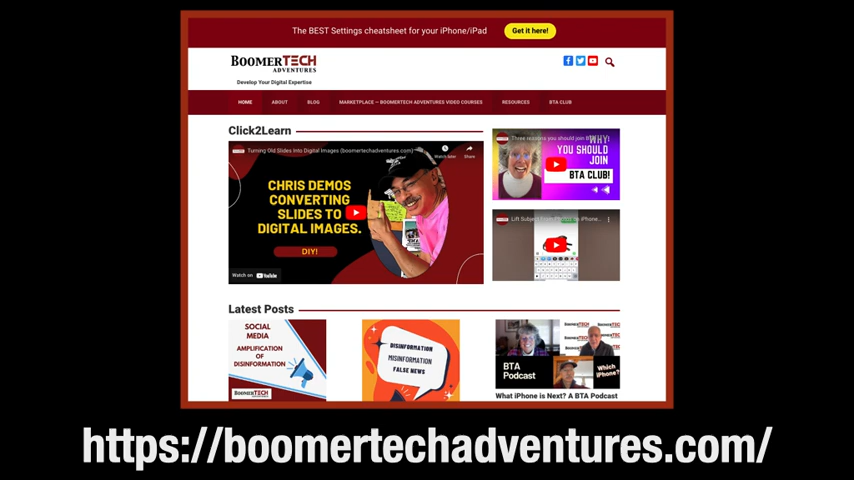 The BEST Settings cheatsheet for your iPhone/iPad
Get it here!
BOOMERTECH
ADVENTURES
Develop Your Digital Expertise
HOME ABOUT BLOG MARKETPLACE — BOOMERTECH ADVENTURES VIDEO COURSES RESOURCES BTA CLUB
Click2Learn
Turning Old Slides Into Digital Images (boomertechadventures.com)
Watch later
Share
CHRIS DEMOS
CONVERTING
SLIDES TO
DIGITAL IMAGES.
DIY!
Watch on YouTube
Three reasons you should join
WHY
YOU SHOULD
JOIN
BTA CLUB!
Lift Subject
iPhone...
Latest Posts
SOCIAL
MEDIA
AMPLIFICATION
OF
DISINFORMATION
BOOMERTECH
DISINFORMATION
MISINFORMATION
FALSE NEWS
BTA
Podcast
Which
iPhone?
What iPhone is Next? A BTA Podcast
https://boomertechadventures.com/